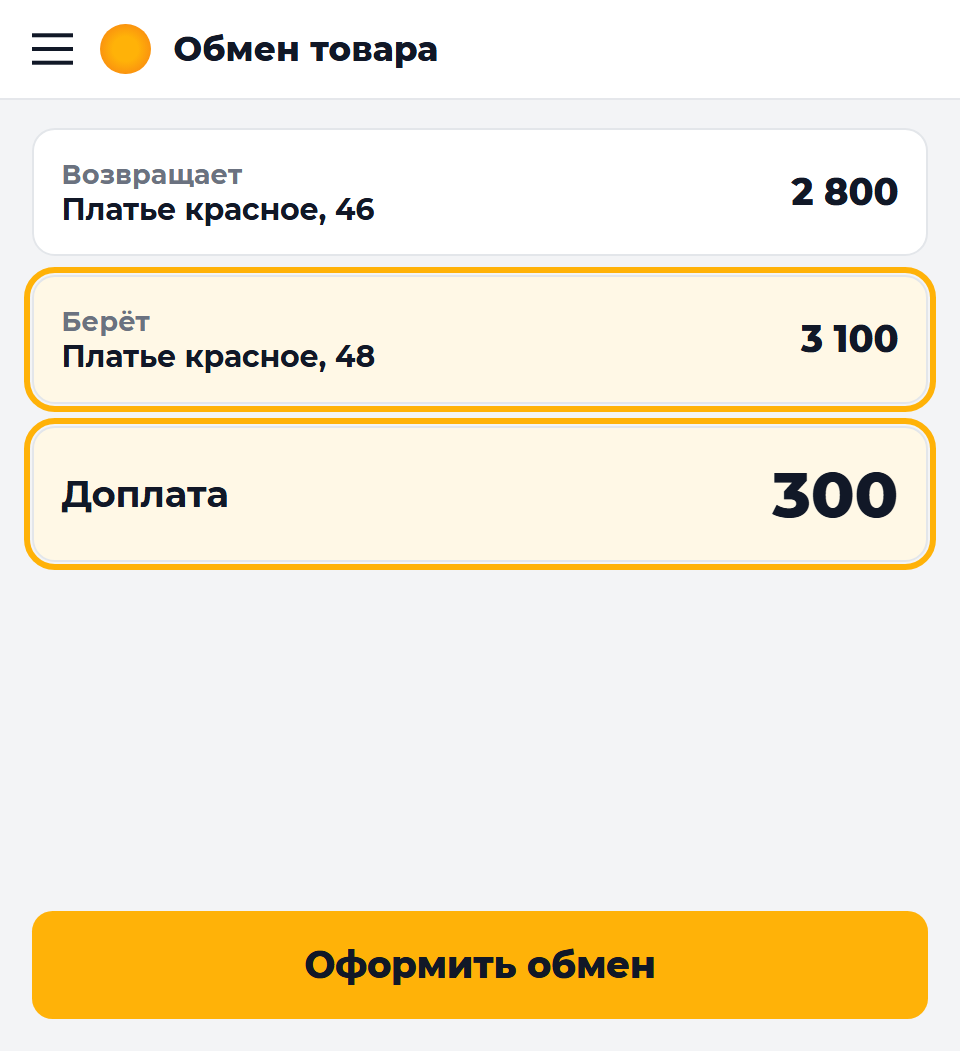 Обмен товара
Возвращает
Платье красное, 46
2 800
Берёт
Платье красное, 48
3 100
Доплата
300
Оформить обмен